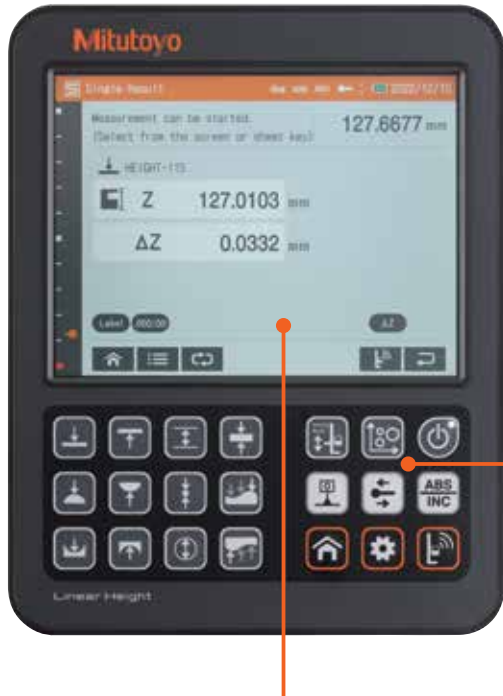 Mitutoyo
Single Result
2022/12/15
Measurement can be started.
(Select from the screen or sheet key)
127.6677 mm
HEIGHT-115
Z 127.0103 mm
ΔZ 0.0332 mm
Label
ΔZ
ABS
INC
Linear Height